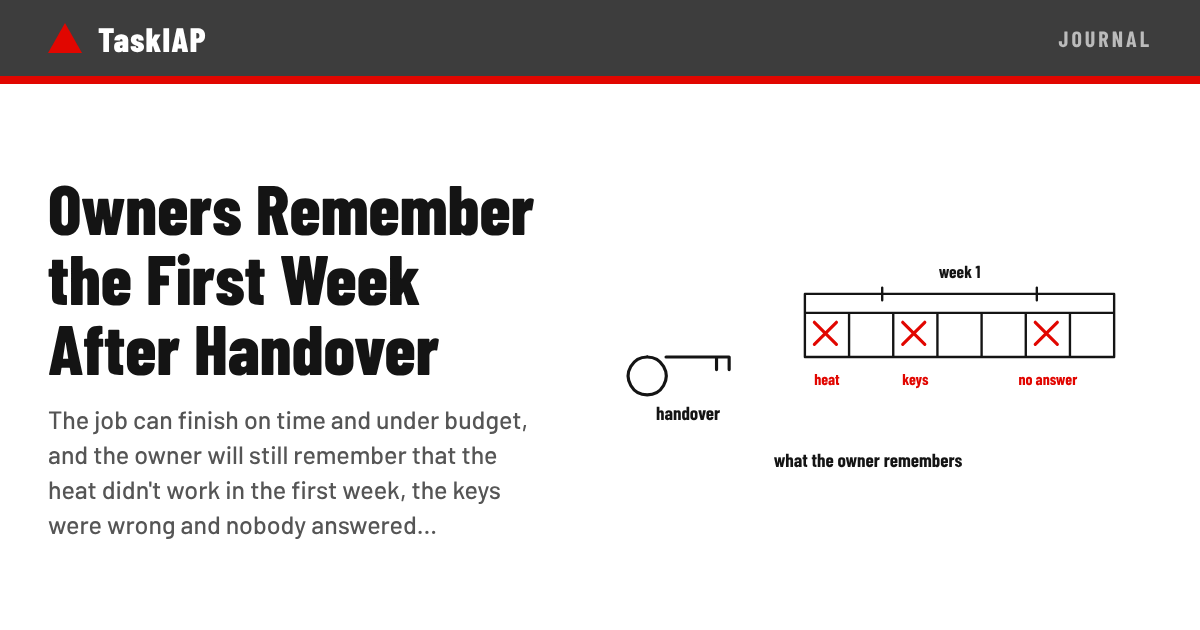 TaskIAP
JOURNAL
Owners Remember
the First Week
After Handover
The job can finish on time and under budget,
and the owner will still remember that the
heat didn't work in the first week, the keys
were wrong and nobody answered...
week 1
heat
keys
no answer
handover
what the owner remembers